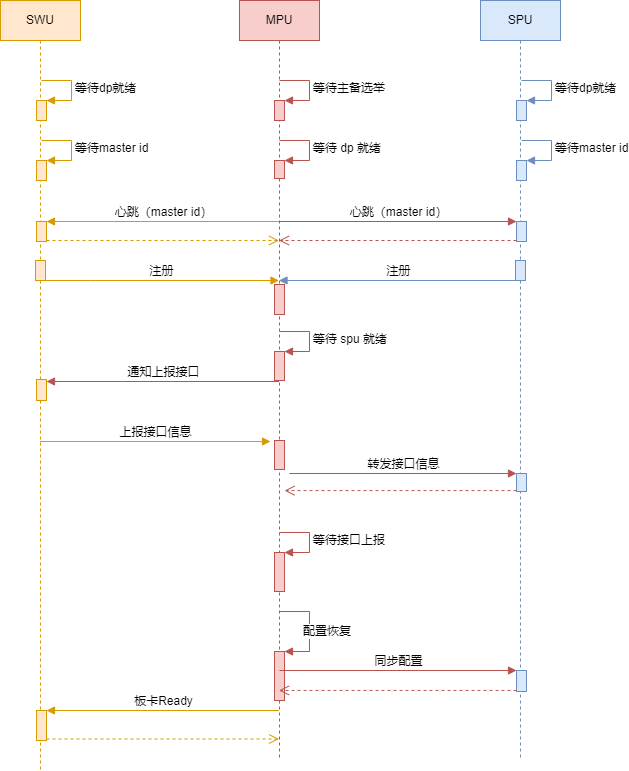 SWU
MPU
SPU
等待dp就绪
等待主备选举
等待dp就绪
等待master id
等待 dp 就绪
等待master id
心跳（master id）
心跳（master id）
注册
注册
等待 spu 就绪
通知上报接口
上报接口信息
转发接口信息
等待接口上报
配置恢复
同步配置
板卡Ready